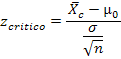 z_critico = (X̄_c − μ_0) / (σ / √n)